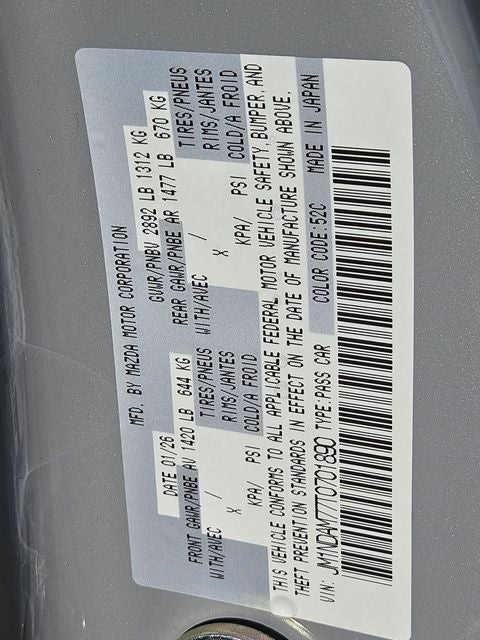 MFD. BY MAZDA MOTOR CORPORATION
DATE 01/26 GVWR/PNBV 2892 LB 1312 KG
FRONT GAWR/PNBE AV 1420 LB 644 KG REAR GAWR/PNBE AR 1477 LB 670 KG
WITH/AVEC / TIRES/PNEUS WITH/AVEC / TIRES/PNEUS
X RIMS/JANTES X RIMS/JANTES
KPA/ PSI COLD/A FROID KPA/ PSI COLD/A FROID
THIS VEHICLE CONFORMS TO ALL APPLICABLE FEDERAL MOTOR VEHICLE SAFETY, BUMPER, AND
THEFT PREVENTION STANDARDS IN EFFECT ON THE DATE OF MANUFACTURE SHOWN ABOVE.
VIN: JM1NDAM77T0701890 TYPE:PASS CAR COLOR CODE:52C MADE IN JAPAN